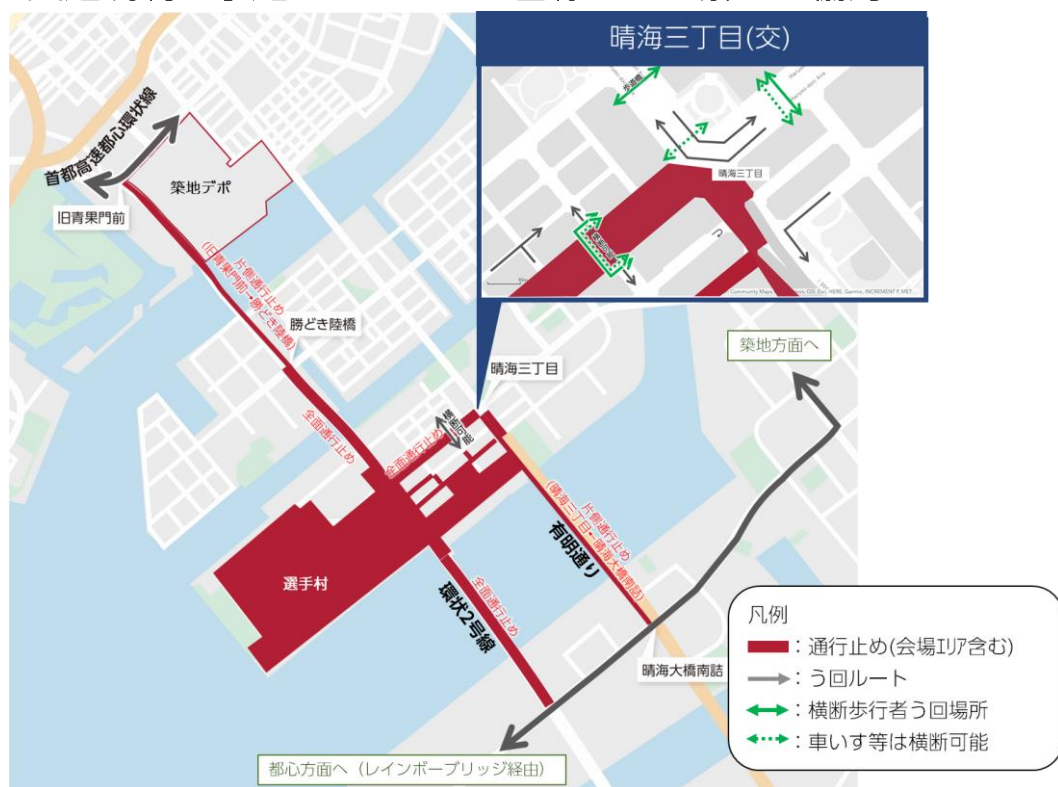 晴海三丁目(交)
歩道橋
晴海三丁目
横断歩道
首都高速都心環状線
築地デポ
旧青果門前
片側通行止め
(旧青果門前→勝どき陸橋)
勝どき陸橋
築地方面へ
晴海三丁目
横断可能
全面通行止め
全面通行止め
片側通行止め
(晴海三丁目←晴海大橋南詰)
有明通り
選手村
全面通行止め
環状2号線
晴海大橋南詰
都心方面へ（レインボーブリッジ経由）
凡例
：通行止め(会場エリア含む)
：う回ルート
：横断歩行者う回場所
：車いす等は横断可能